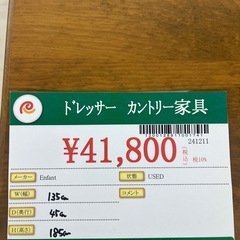 ドレッサー カントリー家具
¥41,800 (税込)
241211
税10%
メーカー Enfant 状態 USED
W(幅) 135cm コメント
D(奥行) 45cm
H(高さ) 185cm